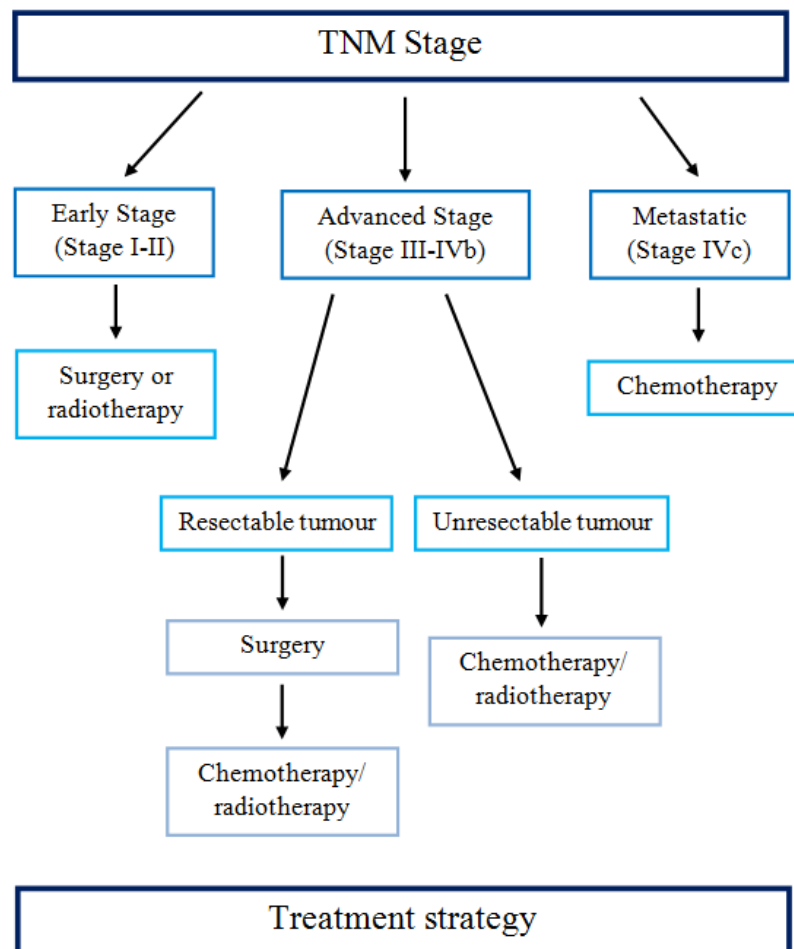 TNM Stage
Early Stage
(Stage I-II)
Advanced Stage
(Stage III-IVb)
Metastatic
(Stage IVc)
Surgery or
radiotherapy
Chemotherapy
Resectable tumour
Unresectable tumour
Surgery
Chemotherapy/
radiotherapy
Chemotherapy/
radiotherapy
Treatment strategy